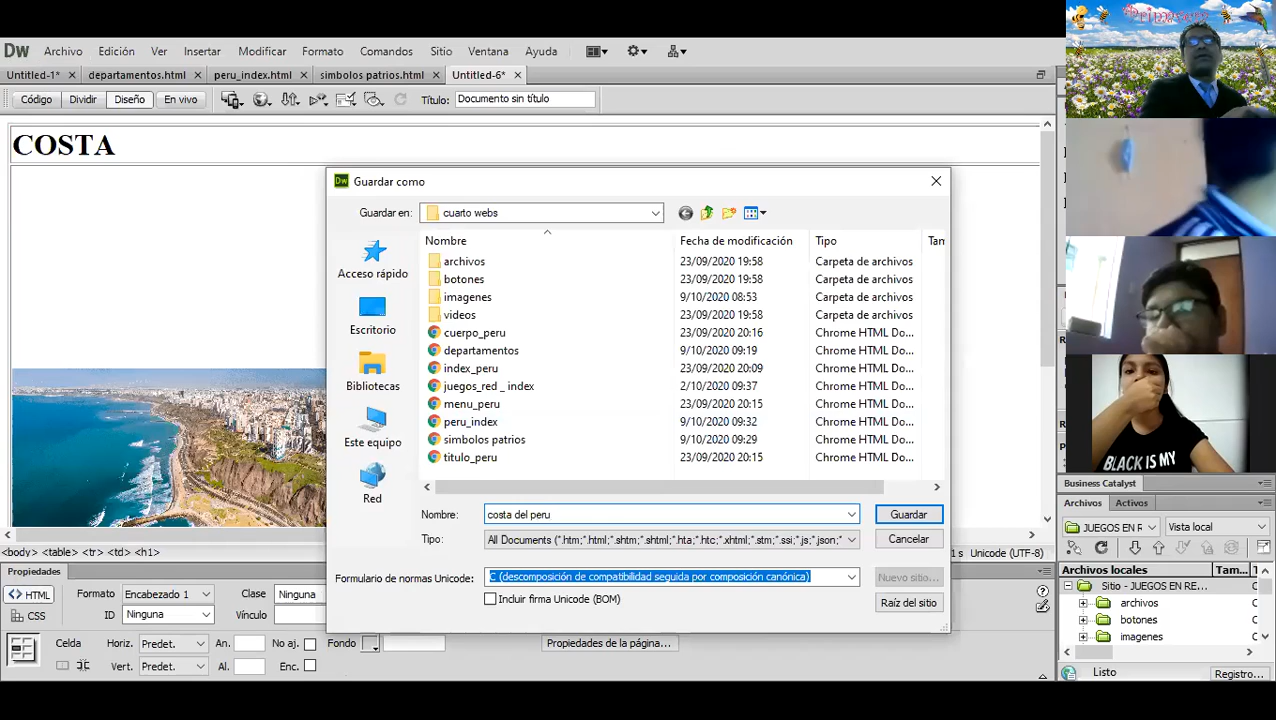 Primavera
Dw Archivo Edición Ver Insertar Modificar Formato Comandos Sitio Ventana Ayuda
Untitled-1* × departamentos.html × peru_index.html × simbolos patrios.html × Untitled-6* ×
Código Dividir Diseño En vivo Título: Documento sin título
COSTA
Dw Guardar como
Guardar en: cuarto webs
Nombre Fecha de modificación Tipo Tam
archivos 23/09/2020 19:58 Carpeta de archivos
botones 23/09/2020 19:58 Carpeta de archivos
imagenes 9/10/2020 08:53 Carpeta de archivos
videos 23/09/2020 19:58 Carpeta de archivos
cuerpo_peru 23/09/2020 20:16 Chrome HTML Do...
departamentos 9/10/2020 09:19 Chrome HTML Do...
index_peru 23/09/2020 20:09 Chrome HTML Do...
juegos_red _ index 2/10/2020 09:37 Chrome HTML Do...
menu_peru 23/09/2020 20:15 Chrome HTML Do...
peru_index 9/10/2020 09:32 Chrome HTML Do...
simbolos patrios 9/10/2020 09:29 Chrome HTML Do...
titulo_peru 23/09/2020 20:15 Chrome HTML Do...
Acceso rápido
Escritorio
Bibliotecas
Este equipo
Red
Nombre: costa del peru Guardar
Tipo: All Documents (*.htm;*.html;*.shtm;*.shtml;*.hta;*.htc;*.xhtml;*.stm;*.ssi;*.js;*.json;* Cancelar
Formulario de normas Unicode: C (descomposición de compatibilidad seguida por composición canónica) Nuevo sitio...
Incluir firma Unicode (BOM) Raíz del sitio
<body> <table> <tr> <td> <h1> 1 s Unicode (UTF-8)
Propiedades
HTML Formato Encabezado 1 Clase Ninguna
CSS ID Ninguna Vínculo
Celda Horiz. Predet. An. No aj. Fondo Propiedades de la página...
Vert. Predet. Al. Enc.
BLACK IS MY
Business Catalyst
Archivos Activos
JUEGOS EN R Vista local
Archivos locales Tam...
Sitio - JUEGOS EN RE...
archivos
botones
imagenes
Listo Registro...